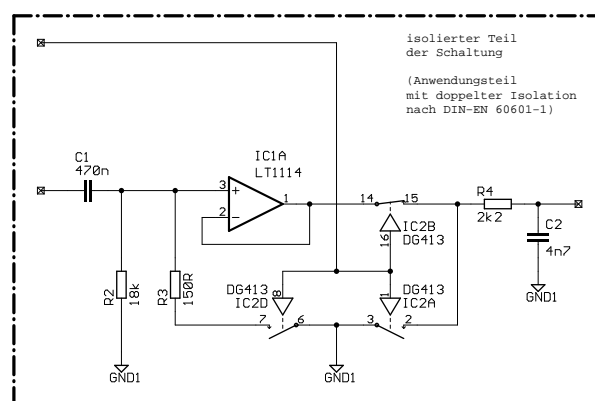 isolierter Teil
der Schaltung
(Anwendungsteil
mit doppelter Isolation
nach DIN-EN 60601-1)
C1
470n
IC1A
LT1114
3
+
2
−
1
14
15
R4
2k2
16
IC2B
DG413
C2
4n7
R2
18k
R3
150R
DG413
IC2D
8
DG413
IC2A
1
7
6
3
2
GND1
GND1
GND1